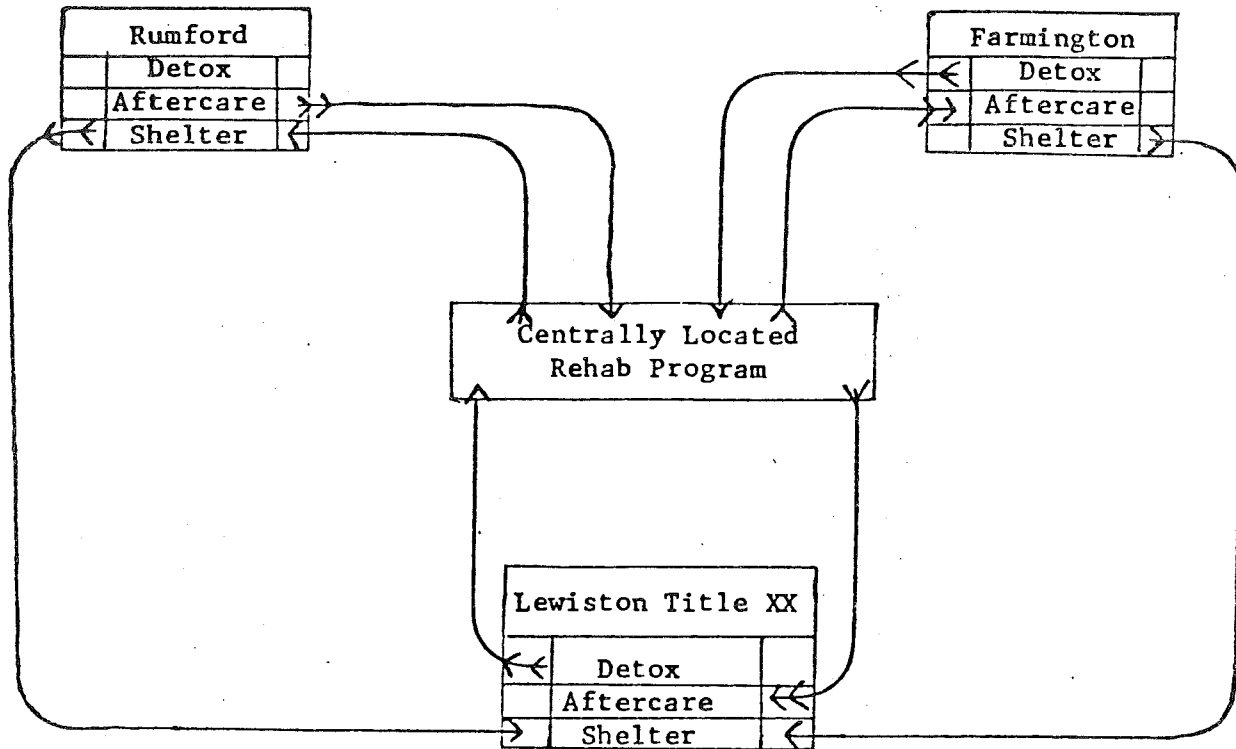 Rumford
Detox
Aftercare
Shelter
Farmington
Detox
Aftercare
Shelter
Centrally Located
Rehab Program
Lewiston Title XX
Detox
Aftercare
Shelter